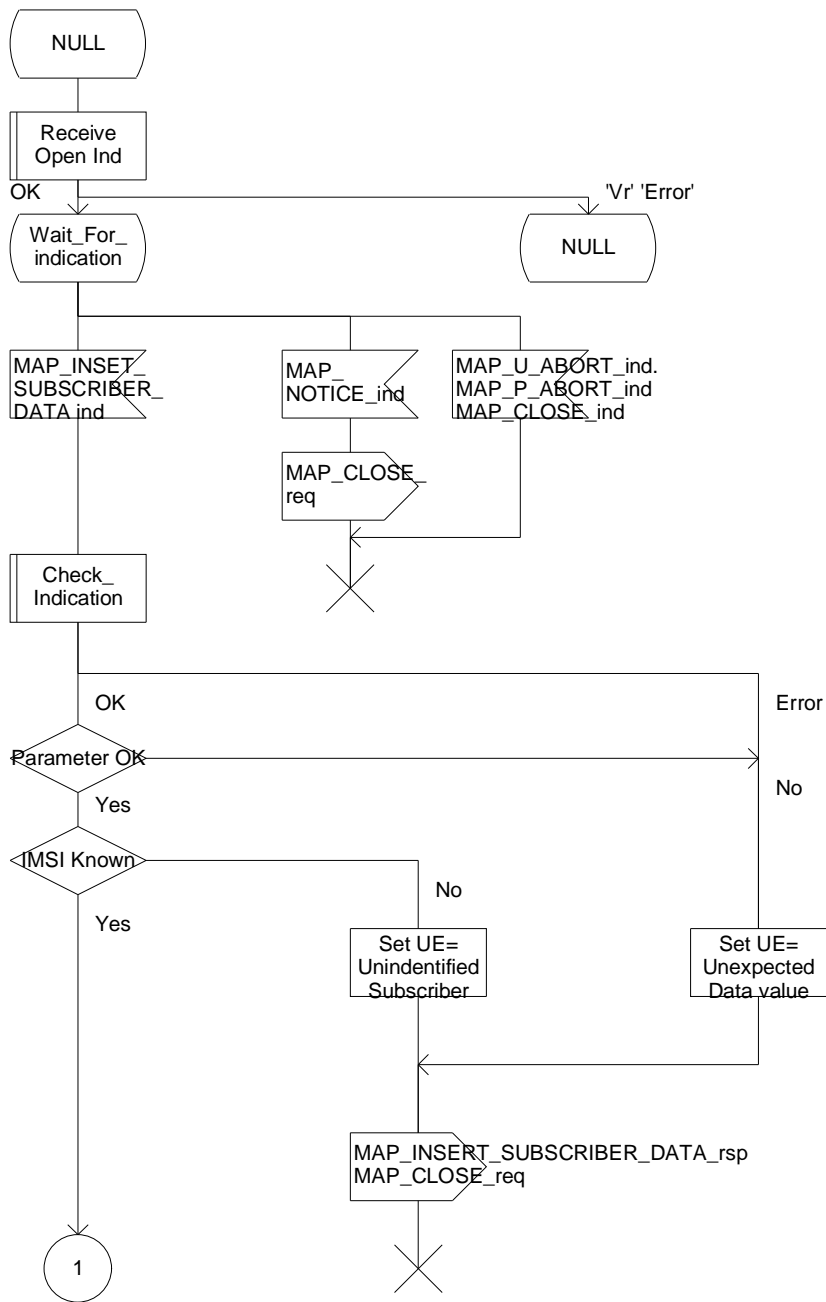 NULL
Receive
Open Ind
OK
'Vr' 'Error'
Wait_For_
indication
NULL
MAP_INSET_
SUBSCRIBER_
DATA ind
MAP_
NOTICE_ind
MAP_U_ABORT_ind.
MAP_P_ABORT_ind
MAP_CLOSE_ind
MAP_CLOSE_
req
Check_
Indication
OK
Error
Parameter OK
No
Yes
IMSI Known
No
Yes
Set UE=
Unindentified
Subscriber
Set UE=
Unexpected
Data value
MAP_INSERT_SUBSCRIBER_DATA_rsp
MAP_CLOSE_req
1